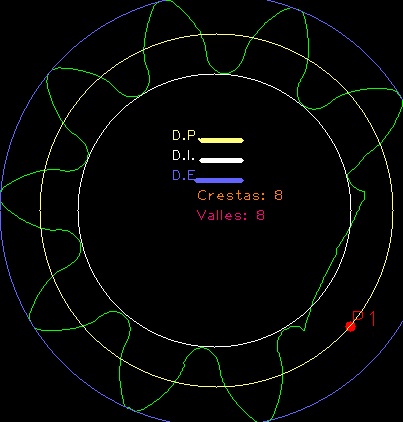 D.P.
D.I.
D.E
Crestas: 8
Valles: 8
P1